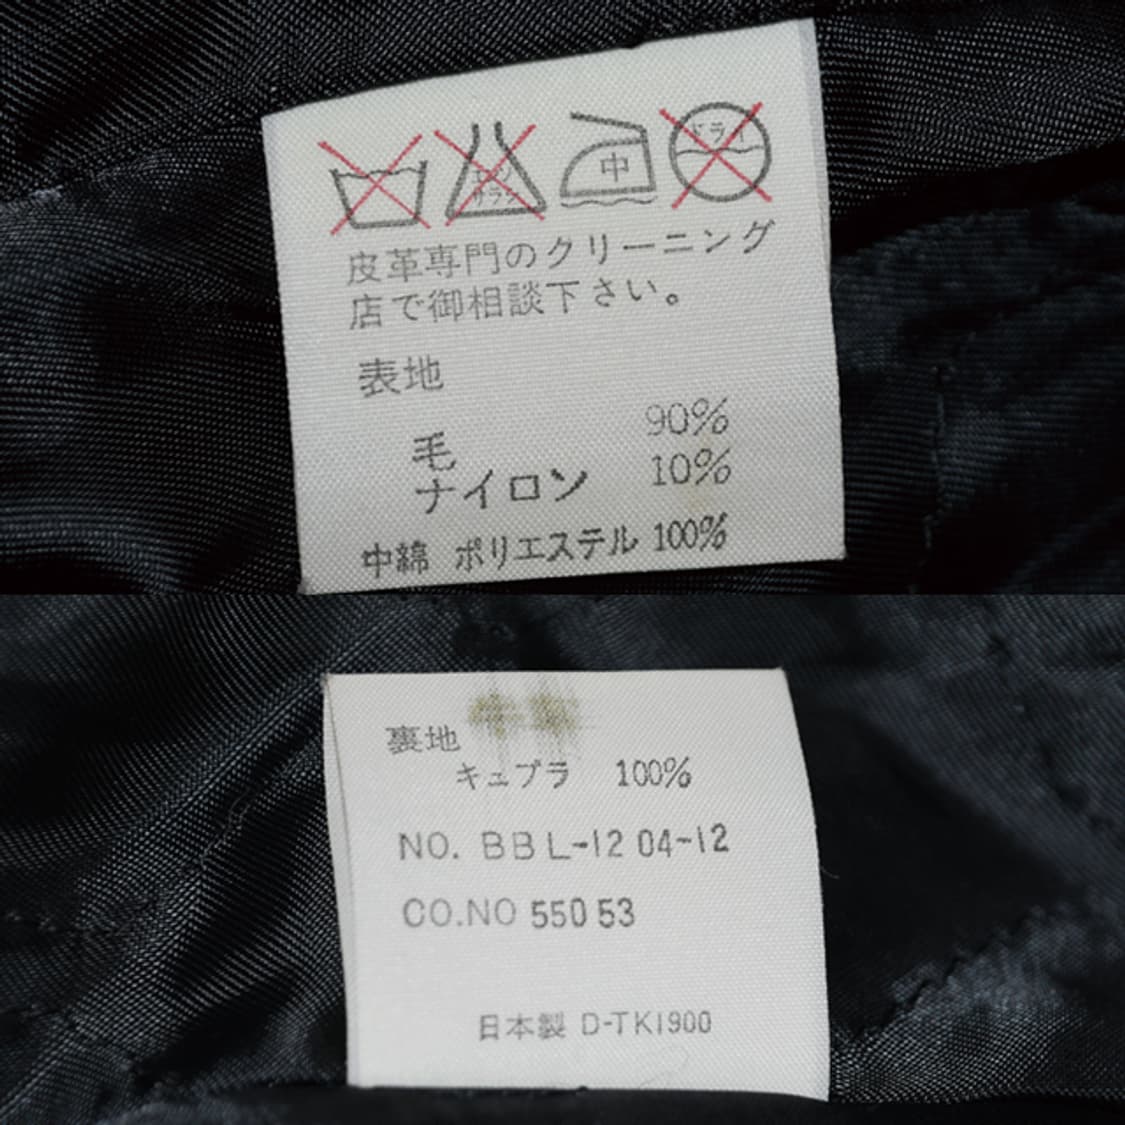 中
ドライ
皮革専門のクリーニング
店で御相談下さい。
表地
毛 90%
ナイロン 10%
中綿 ポリエステル 100%
裏地
キュプラ 100%
NO. BBL-12 04-12
CO.NO 550 53
日本製 D-TK1900